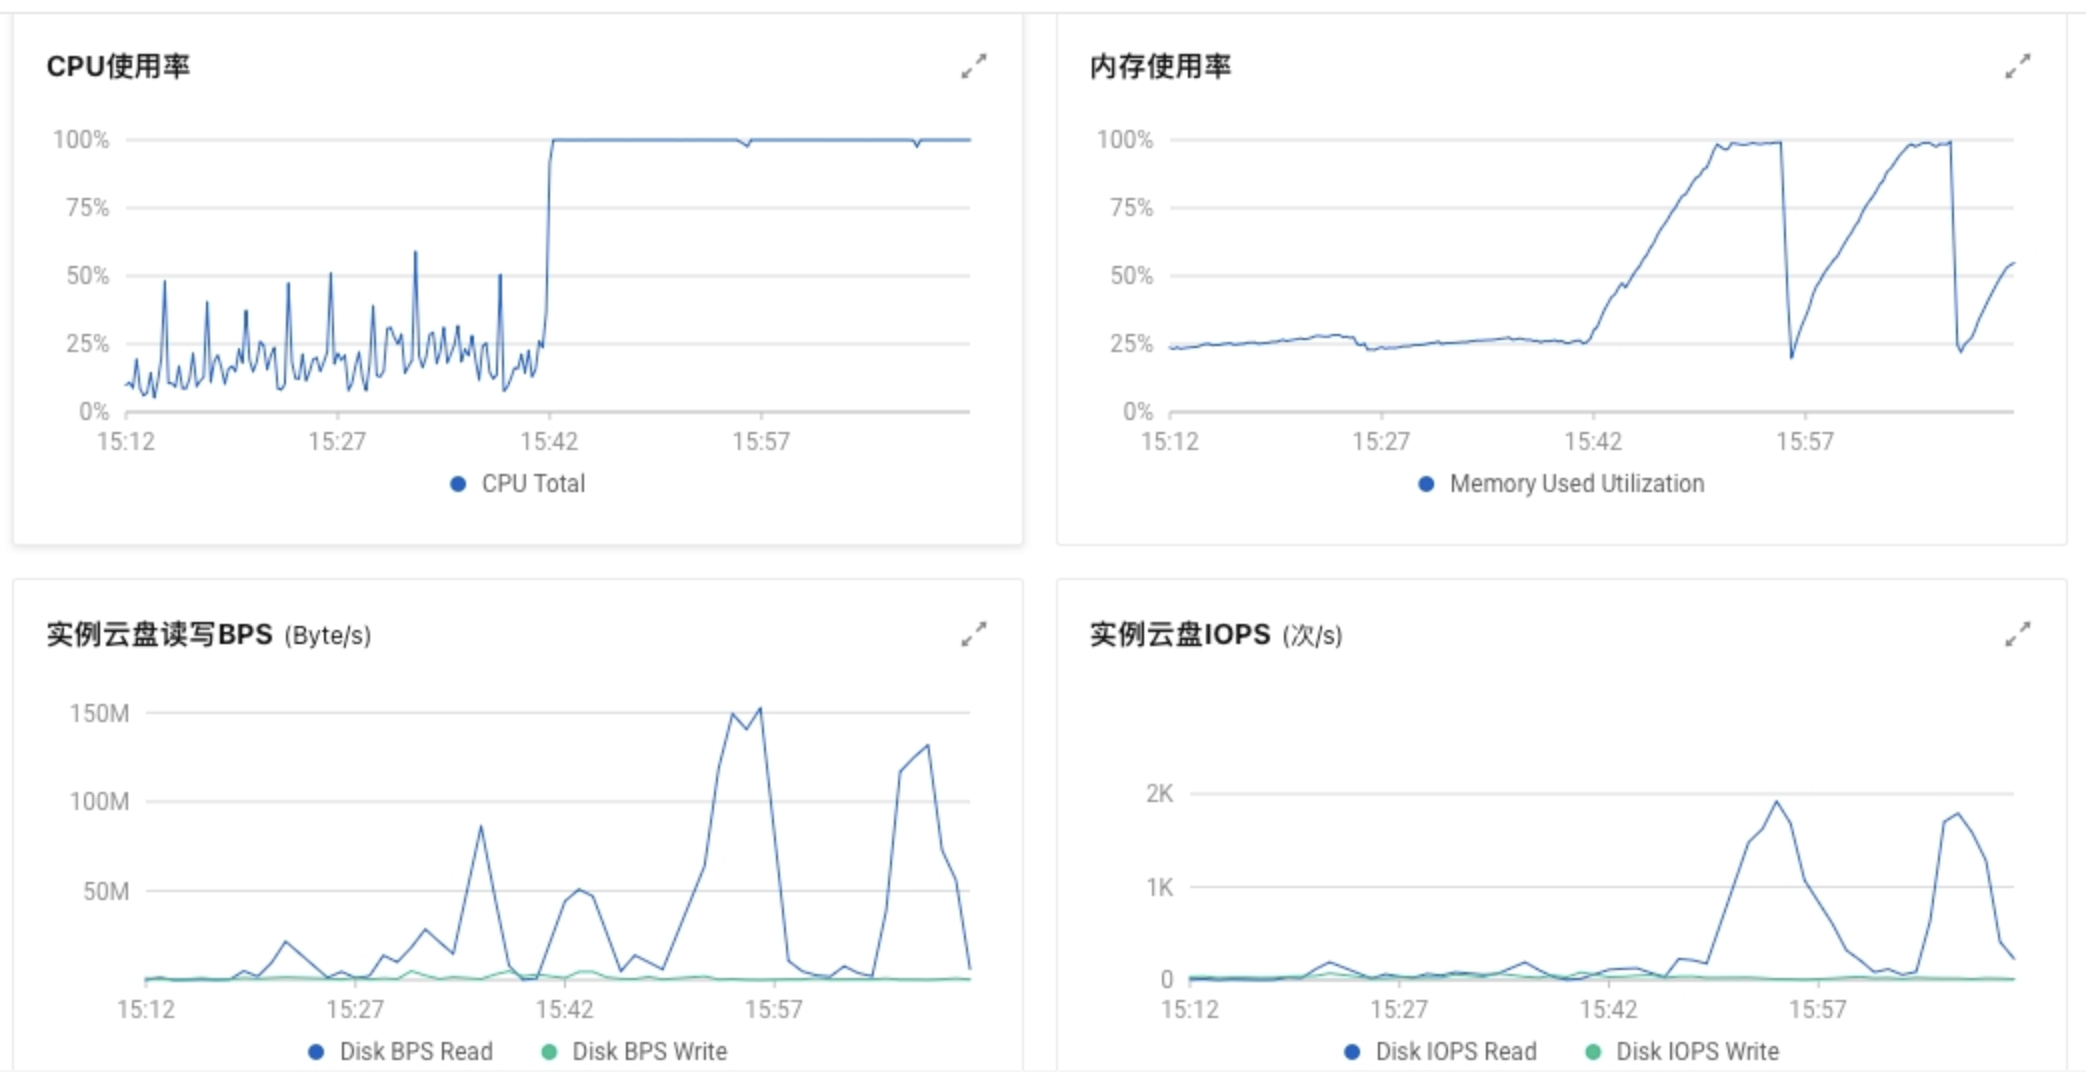 CPU使用率
100%
75%
50%
25%
0%
15:12 15:27 15:42 15:57
CPU Total
内存使用率
100%
75%
50%
25%
0%
15:12 15:27 15:42 15:57
Memory Used Utilization
实例云盘读写BPS (Byte/s)
150M
100M
50M
15:12 15:27 15:42 15:57
Disk BPS Read Disk BPS Write
实例云盘IOPS (次/s)
2K
1K
0
15:12 15:27 15:42 15:57
Disk IOPS Read Disk IOPS Write